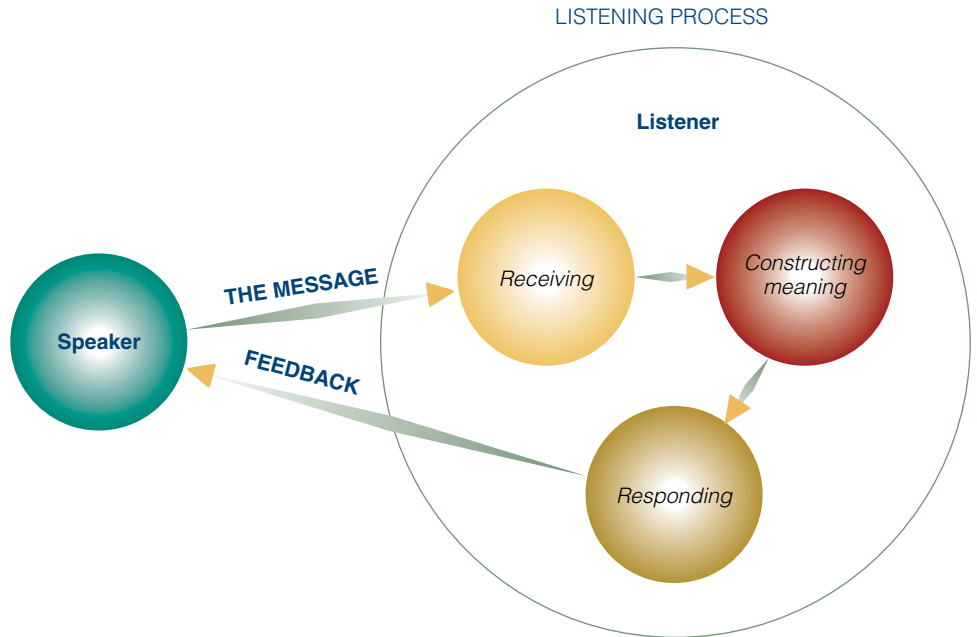 LISTENING PROCESS
Listener
Receiving
Constructing
meaning
THE MESSAGE
Speaker
FEEDBACK
Responding